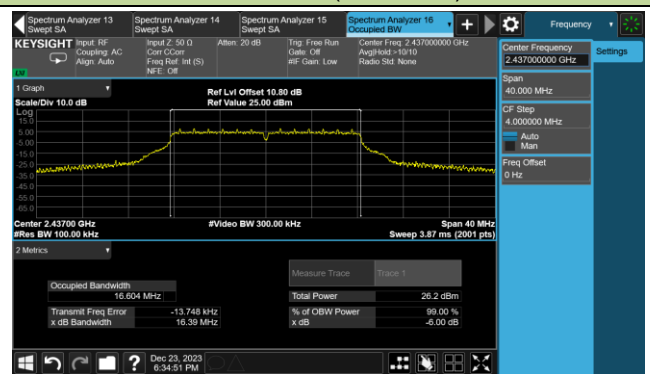 Spectrum Analyzer 13
Swept SA
Spectrum Analyzer 14
Swept SA
Spectrum Analyzer 15
Swept SA
Spectrum Analyzer 16
Occupied BW
Frequency
KEYSIGHT
Input: RF
Coupling: AC
Align: Auto
Input Z: 50 Ω
Corr CCorr
Freq Ref: Int (S)
NFE: Off
Atten: 20 dB
Trig: Free Run
Gate: Off
#IF Gain: Low
Center Freq: 2.437000000 GHz
Avg|Hold:>10/10
Radio Std: None
LXI
Center Frequency
2.437000000 GHz
Settings
Span
40.000 MHz
CF Step
4.000000 MHz
Auto
Man
Freq Offset
0 Hz
1 Graph
Scale/Div 10.0 dB
Ref Lvl Offset 10.80 dB
Ref Value 25.00 dBm
Log
15.0
5.00
-5.00
-15.0
-25.0
-35.0
-45.0
-55.0
-65.0
Center 2.43700 GHz
#Res BW 100.00 kHz
#Video BW 300.00 kHz
Span 40 MHz
Sweep 3.87 ms (2001 pts)
2 Metrics
Measure Trace
Trace 1
Occupied Bandwidth
16.604 MHz
Total Power
26.2 dBm
Transmit Freq Error
-13.748 kHz
% of OBW Power
99.00 %
x dB Bandwidth
16.39 MHz
x dB
-6.00 dB
Dec 23, 2023
6:34:51 PM